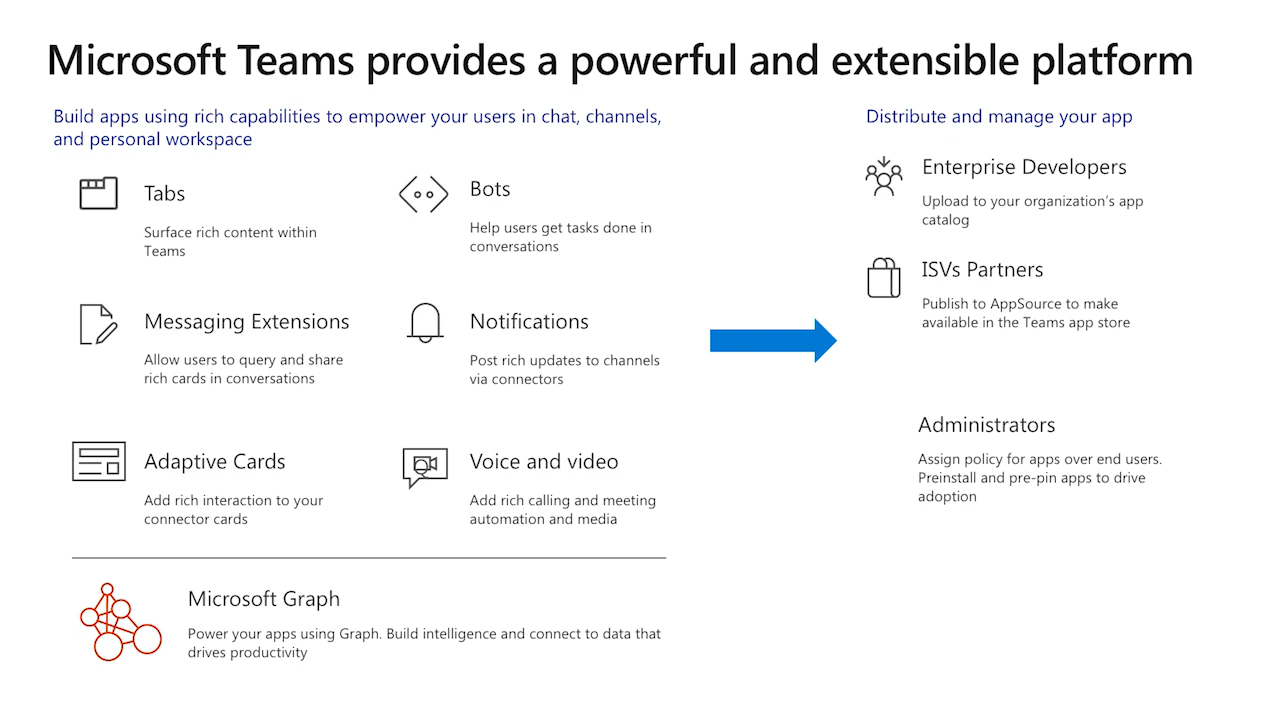 Microsoft Teams provides a powerful and extensible platform
Build apps using rich capabilities to empower your users in chat, channels,
and personal workspace
Tabs
Surface rich content within
Teams
Bots
Help users get tasks done in
conversations
Messaging Extensions
Allow users to query and share
rich cards in conversations
Notifications
Post rich updates to channels
via connectors
Adaptive Cards
Add rich interaction to your
connector cards
Voice and video
Add rich calling and meeting
automation and media
Microsoft Graph
Power your apps using Graph. Build intelligence and connect to data that
drives productivity
Distribute and manage your app
Enterprise Developers
Upload to your organization's app
catalog
ISVs Partners
Publish to AppSource to make
available in the Teams app store
Administrators
Assign policy for apps over end users.
Preinstall and pre-pin apps to drive
adoption